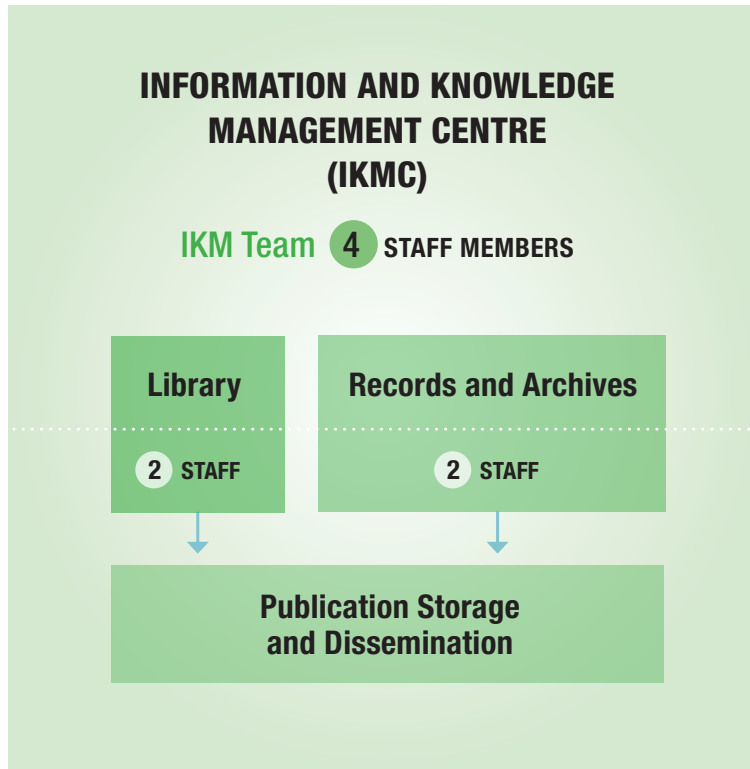 INFORMATION AND KNOWLEDGE
MANAGEMENT CENTRE
(IKMC)
IKM Team 4 STAFF MEMBERS
Library
2 STAFF
Records and Archives
2 STAFF
Publication Storage
and Dissemination